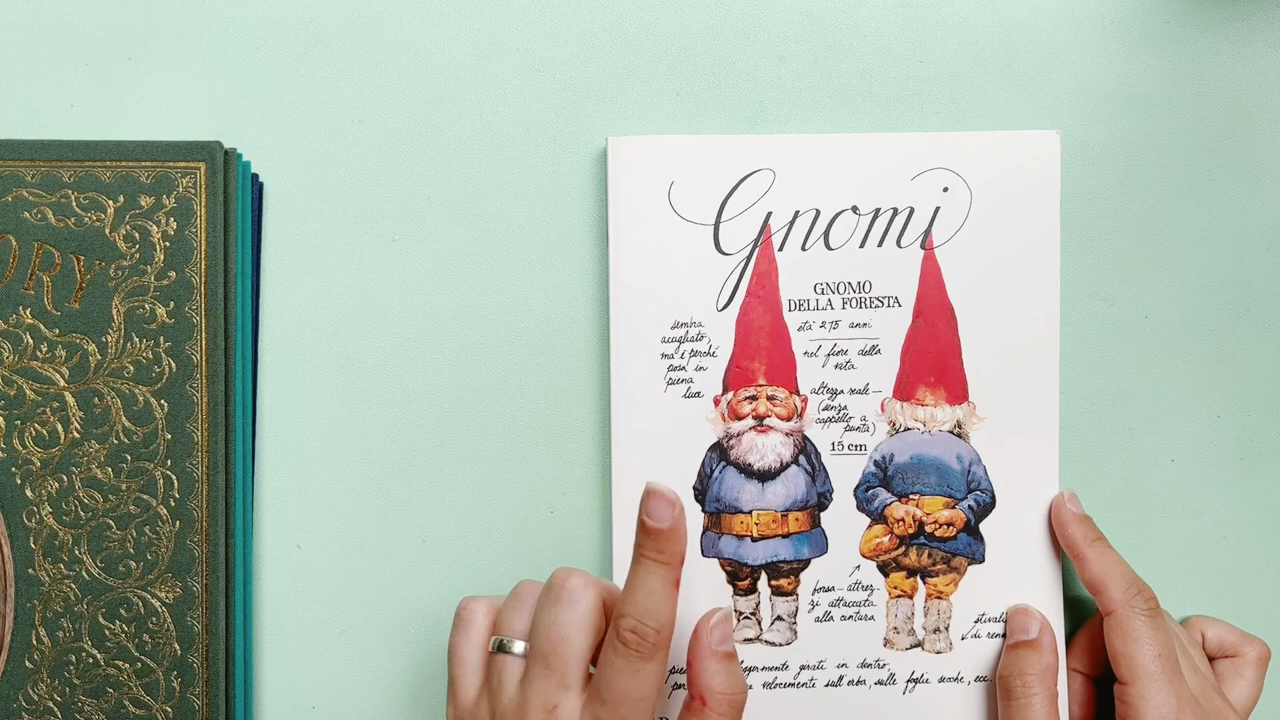 ORY
Gnomi
GNOMO
DELLA FORESTA
età 275 anni
nel fiore della
vita
sembra
accigliato,
ma è perché
posa in
piena
luce
altezza reale—
(senza
cappello a
punta)
15 cm
borsa-attrez-
zi attaccata
alla cintura
stivali
di
girati in dentro,
velocemente sull'erba, sulle foglie secche, ecc.